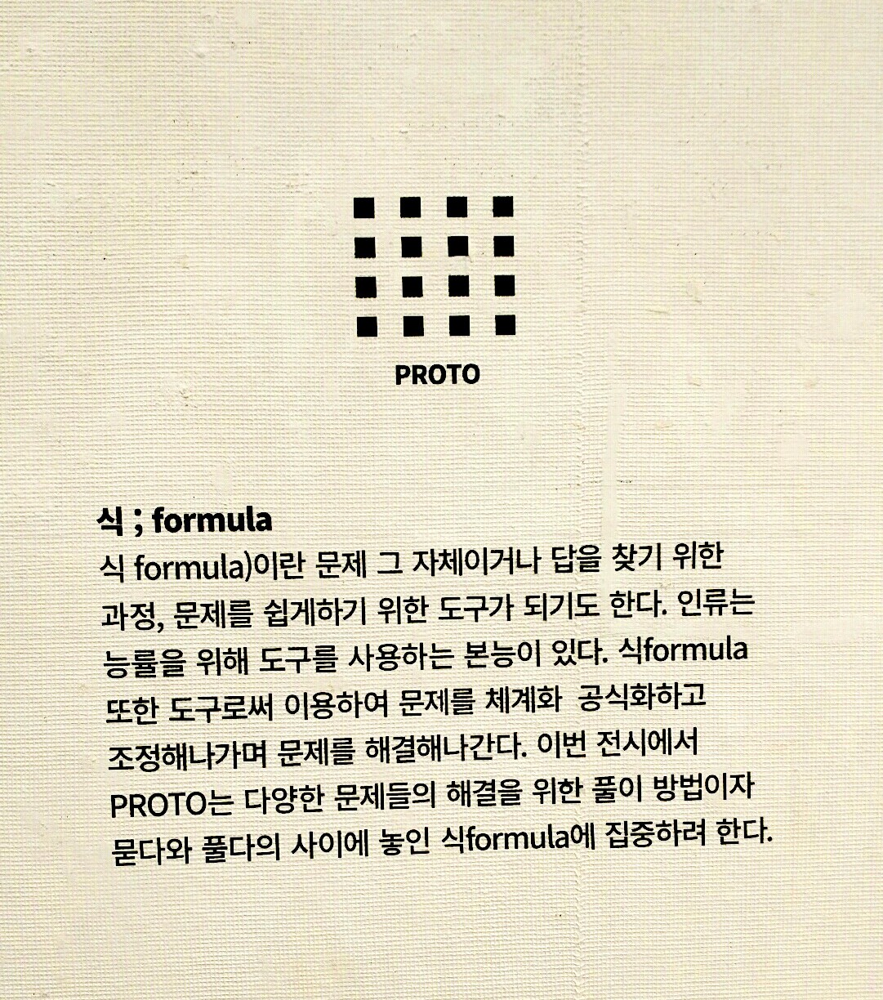 PROTO
식 ; formula
식 formula)이란 문제 그 자체이거나 답을 찾기 위한
과정, 문제를 쉽게하기 위한 도구가 되기도 한다. 인류는
능률을 위해 도구를 사용하는 본능이 있다. 식formula
또한 도구로써 이용하여 문제를 체계화 공식화하고
조정해나가며 문제를 해결해나간다. 이번 전시에서
PROTO는 다양한 문제들의 해결을 위한 풀이 방법이자
묻다와 풀다의 사이에 놓인 식formula에 집중하려 한다.